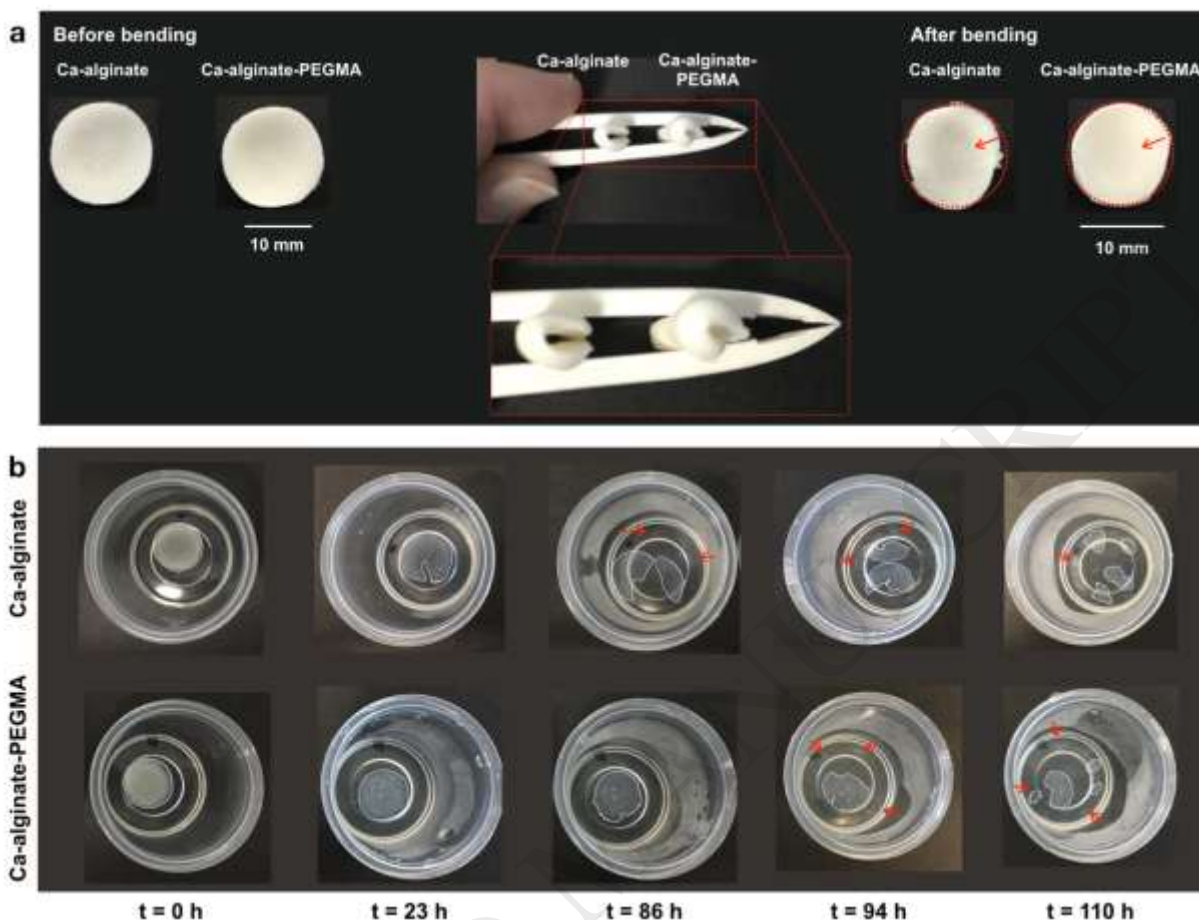 a
Before bending
Ca-alginate
Ca-alginate-PEGMA
10 mm
Ca-alginate
Ca-alginate-
PEGMA
After bending
Ca-alginate
Ca-alginate-PEGMA
10 mm
b
Ca-alginate
Ca-alginate-PEGMA
t = 0 h
t = 23 h
t = 86 h
t = 94 h
t = 110 h